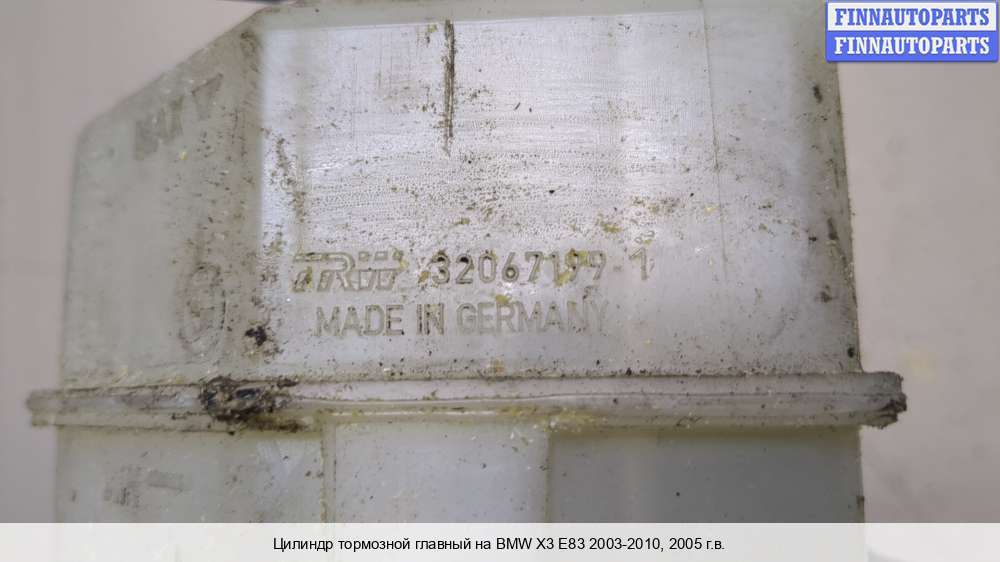 FINNAUTOPARTS
FINNAUTOPARTS
TRW 32067199-1
MADE IN GERMANY
Цилиндр тормозной главный на BMW X3 E83 2003-2010, 2005 г.в.